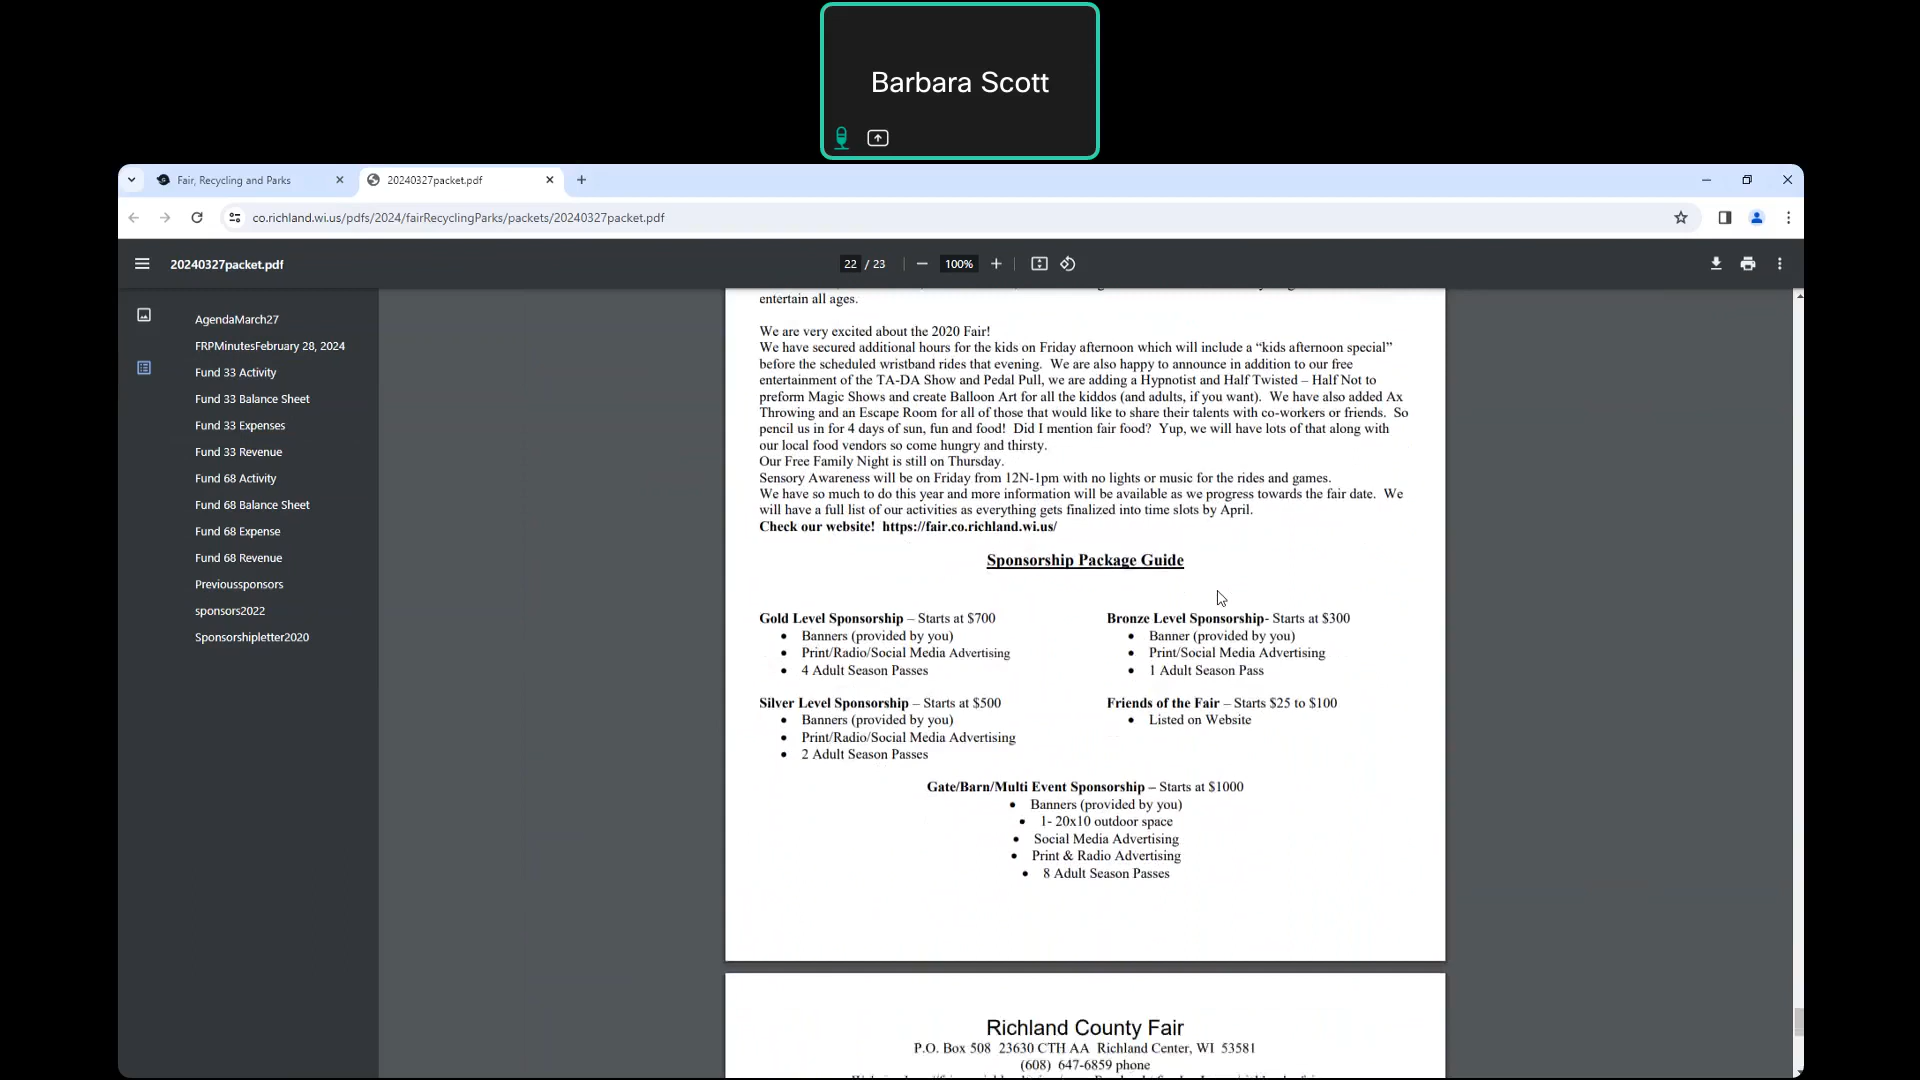 Barbara Scott
Fair, Recycling and Parks
20240327packet.pdf
co.richland.wi.us/pdfs/2024/fairRecyclingParks/packets/20240327packet.pdf
20240327packet.pdf
22 / 23
100%
AgendaMarch27
FRPMinutesFebruary 28, 2024
Fund 33 Activity
Fund 33 Balance Sheet
Fund 33 Expenses
Fund 33 Revenue
Fund 68 Activity
Fund 68 Balance Sheet
Fund 68 Expense
Fund 68 Revenue
Previoussponsors
sponsors2022
Sponsorshipletter2020
entertain all ages.
We are very excited about the 2020 Fair!
We have secured additional hours for the kids on Friday afternoon which will include a “kids afternoon special”
before the scheduled wristband rides that evening. We are also happy to announce in addition to our free
entertainment of the TA-DA Show and Pedal Pull, we are adding a Hypnotist and Half Twisted – Half Not to
preform Magic Shows and create Balloon Art for all the kiddos (and adults, if you want). We have also added Ax
Throwing and an Escape Room for all of those that would like to share their talents with co-workers or friends. So
pencil us in for 4 days of sun, fun and food! Did I mention fair food? Yup, we will have lots of that along with
our local food vendors so come hungry and thirsty.
Our Free Family Night is still on Thursday.
Sensory Awareness will be on Friday from 12N-1pm with no lights or music for the rides and games.
We have so much to do this year and more information will be available as we progress towards the fair date. We
will have a full list of our activities as everything gets finalized into time slots by April.
Check our website! https://fair.co.richland.wi.us/
Sponsorship Package Guide
Gold Level Sponsorship – Starts at $700
• Banners (provided by you)
• Print/Radio/Social Media Advertising
• 4 Adult Season Passes
Silver Level Sponsorship – Starts at $500
• Banners (provided by you)
• Print/Radio/Social Media Advertising
• 2 Adult Season Passes
Bronze Level Sponsorship- Starts at $300
• Banner (provided by you)
• Print/Social Media Advertising
• 1 Adult Season Pass
Friends of the Fair – Starts $25 to $100
• Listed on Website
Gate/Barn/Multi Event Sponsorship – Starts at $1000
• Banners (provided by you)
• 1- 20x10 outdoor space
• Social Media Advertising
• Print & Radio Advertising
• 8 Adult Season Passes
Richland County Fair
P.O. Box 508 23630 CTH AA Richland Center, WI 53581
(608) 647-6859 phone